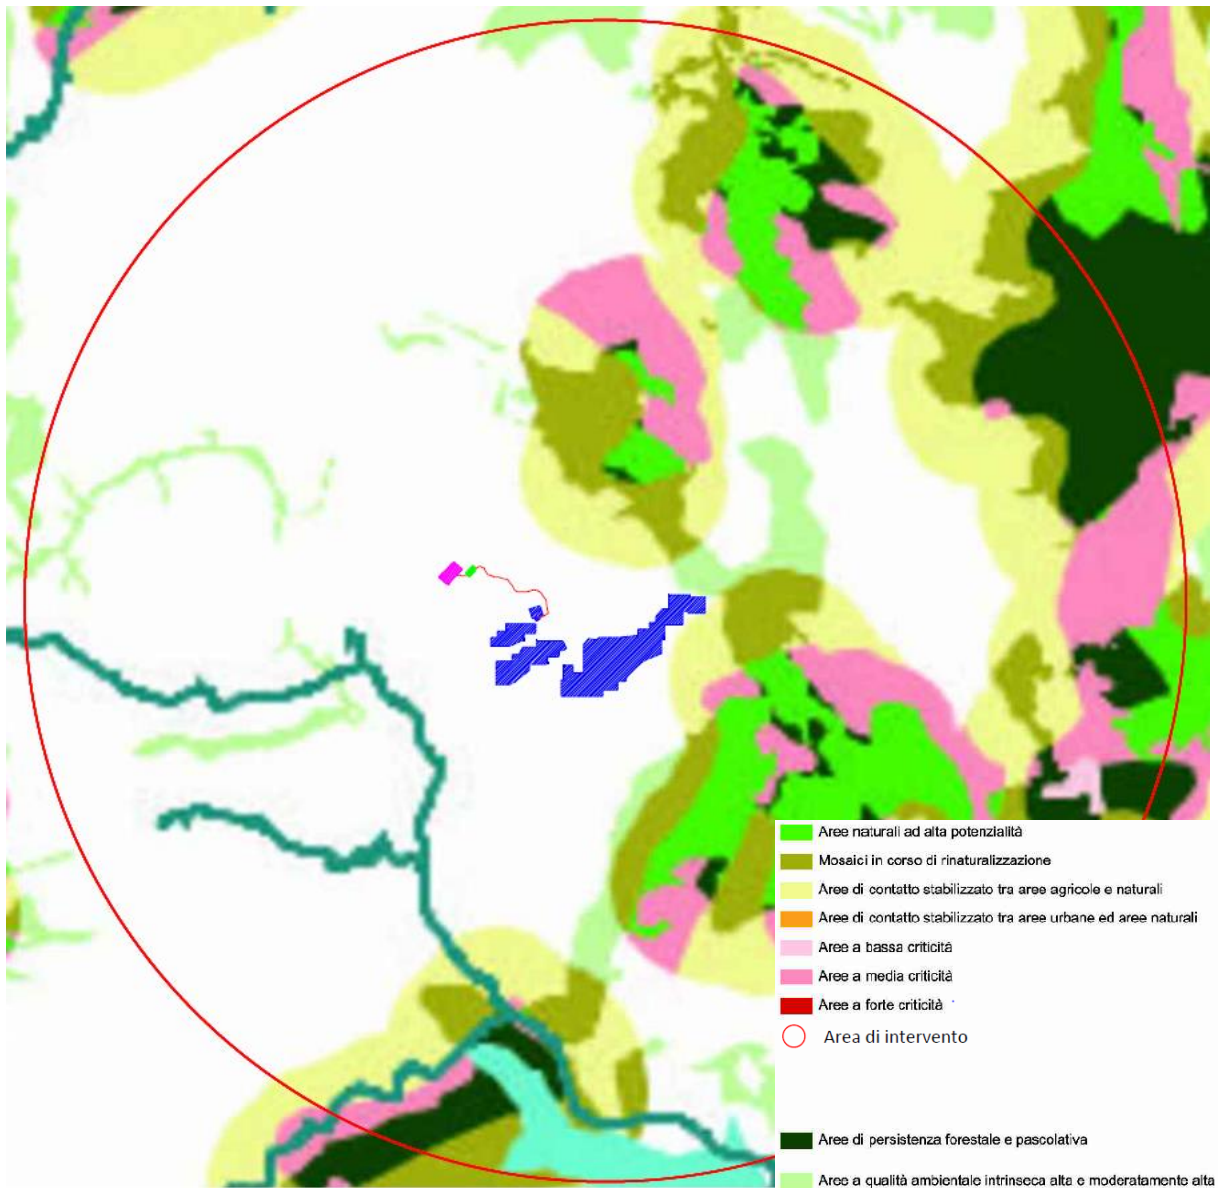 Aree naturali ad alta potenzialità
Mosaici in corso di rinaturalizzazione
Aree di contatto stabilizzato tra aree agricole e naturali
Aree di contatto stabilizzato tra aree urbane ed aree naturali
Aree a bassa criticità
Aree a media criticità
Aree a forte criticità
Area di intervento
Aree di persistenza forestale e pascolativa
Aree a qualità ambientale intrinseca alta e moderatamente alta